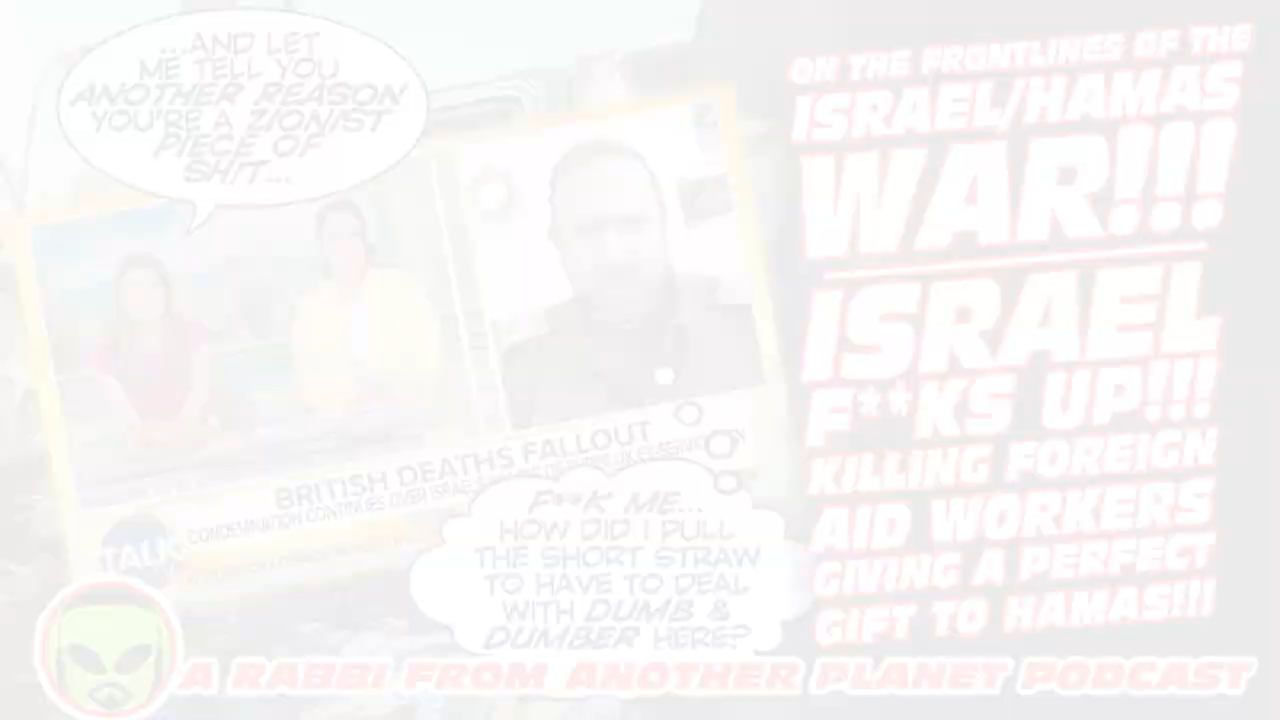 ...AND LET
ME TELL YOU
ANOTHER REASON
YOU'RE A ZIONIST
PIECE OF
SH/T...
ON THE FRONTLINES OF THE
ISRAEL/HAMAS
WAR!!!
ISRAEL
F**KS UP!!!
KILLING FOREIGN
AID WORKERS
GIVING A PERFECT
GIFT TO HAMAS!!!
BRITISH DEATHS FALLOUT
CONDEMNATION CONTINUES OVER ISRAEL
TALK
F**K ME...
HOW DID I PULL
THE SHORT STRAW
TO HAVE TO DEAL
WITH DUMB &
DUMBER HERE?
A RABBI FROM ANOTHER PLANET PODCAST